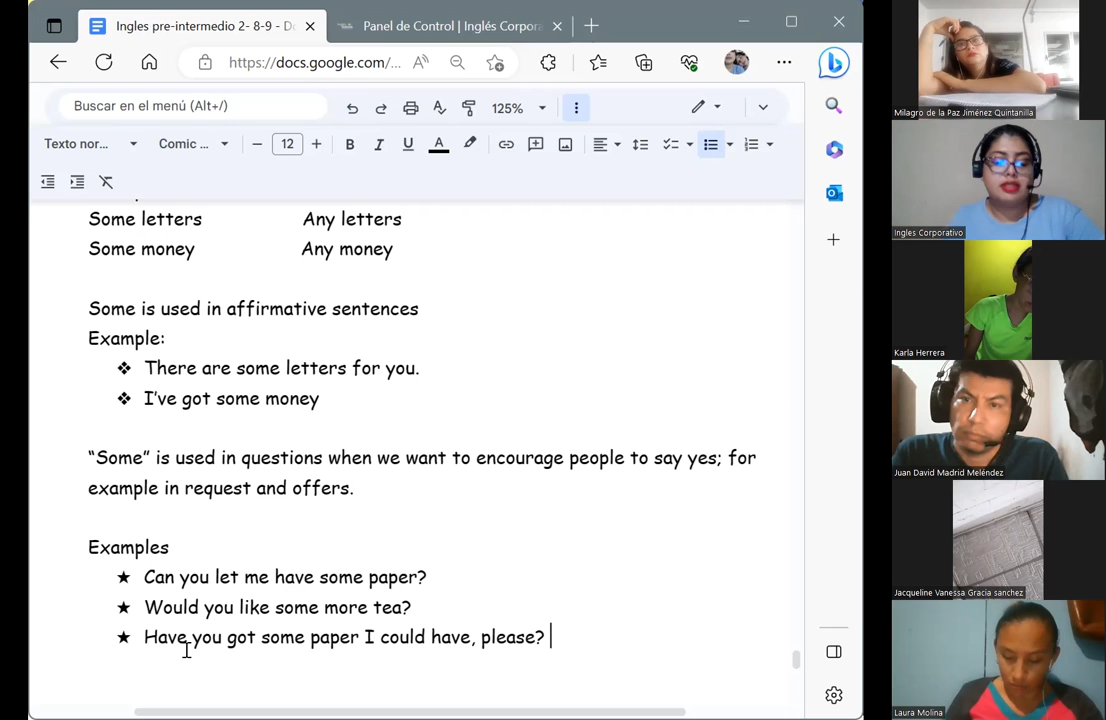 Ingles pre-intermedio 2- 8-9 - Do
Panel de Control | Inglés Corpora
https://docs.google.com/...
Buscar en el menú (Alt+/)
125%
Texto nor...
Comic ...
12
Some letters Any letters
Some money Any money
Some is used in affirmative sentences
Example:
❖ There are some letters for you.
❖ I've got some money
“Some” is used in questions when we want to encourage people to say yes; for
example in request and offers.
Examples
★ Can you let me have some paper?
★ Would you like some more tea?
★ Have you got some paper I could have, please?
Milagro de la Paz Jiménez Quintanilla
Ingles Corporativo
Karla Herrera
Juan David Madrid Meléndez
Jacqueline Vanessa Gracia sanchez
Laura Molina